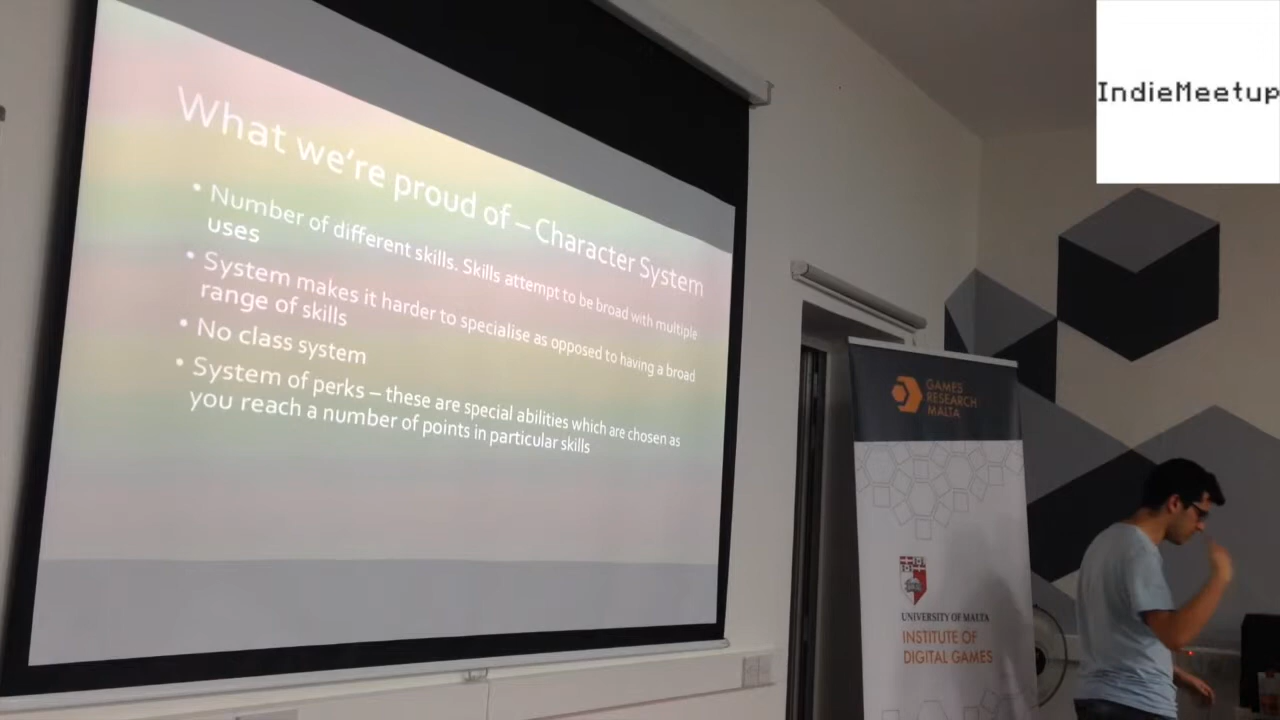 What we're proud of – Character System
• Number of different skills. Skills attempt to be broad with multiple
uses
• System makes it harder to specialise as opposed to having a broad
range of skills
• No class system
• System of perks – these are special abilities which are chosen as
you reach a number of points in particular skills
IndieMeetup
GAMES
RESEARCH
MALTA
UNIVERSITY OF MALTA
INSTITUTE OF
DIGITAL GAMES